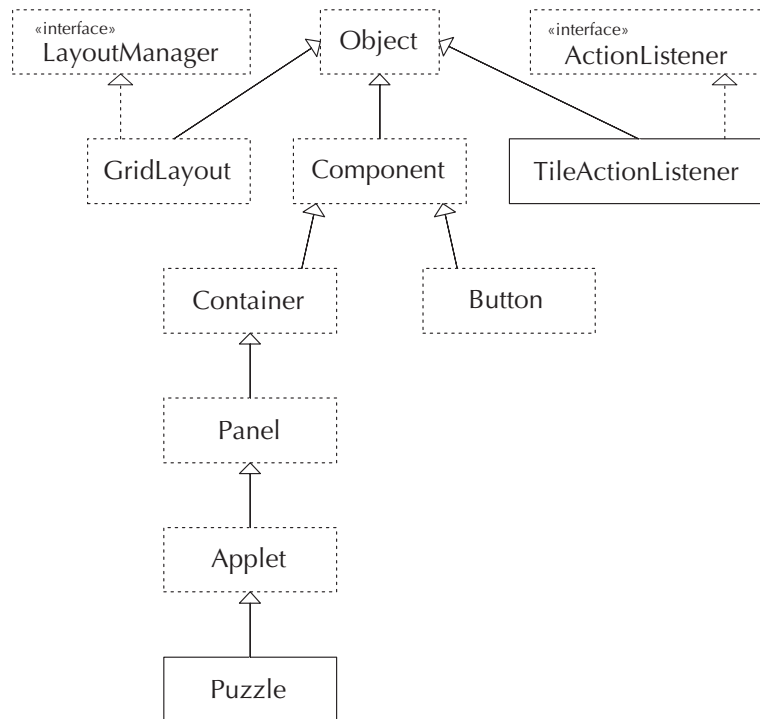 «interface»
LayoutManager
Object
«interface»
ActionListener
GridLayout
Component
TileActionListener
Container
Button
Panel
Applet
Puzzle